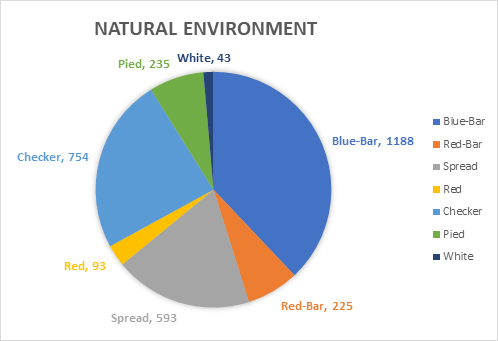 NATURAL ENVIRONMENT
White, 43
Pied, 235
Blue-Bar, 1188
Checker, 754
Red, 93
Red-Bar, 225
Spread, 593
Blue-Bar
Red-Bar
Spread
Red
Checker
Pied
White